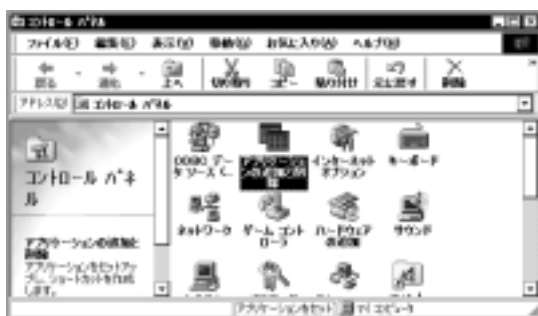 コントロール パネル
ファイル(F) 編集(E) 表示(V) 移動(G) お気に入り(A) ヘルプ(H)
戻る 進む 上へ 切り取り コピー 貼り付け 元に戻す 削除
アドレス(D) コントロール パネル
コントロール パネ
ル
アプリケーションの追加と
削除
アプリケーションをセットアッ
プし、ショートカットを作成
します。
ODBC デー
タ ソース (.
アプリケーショ
ンの追加と削
除
インターネット
オプション
キーボード
ネットワーク
ゲーム コント
ローラ
ハードウェア
の追加
サウンド
アプリケーションをセット マイ コンピュータ